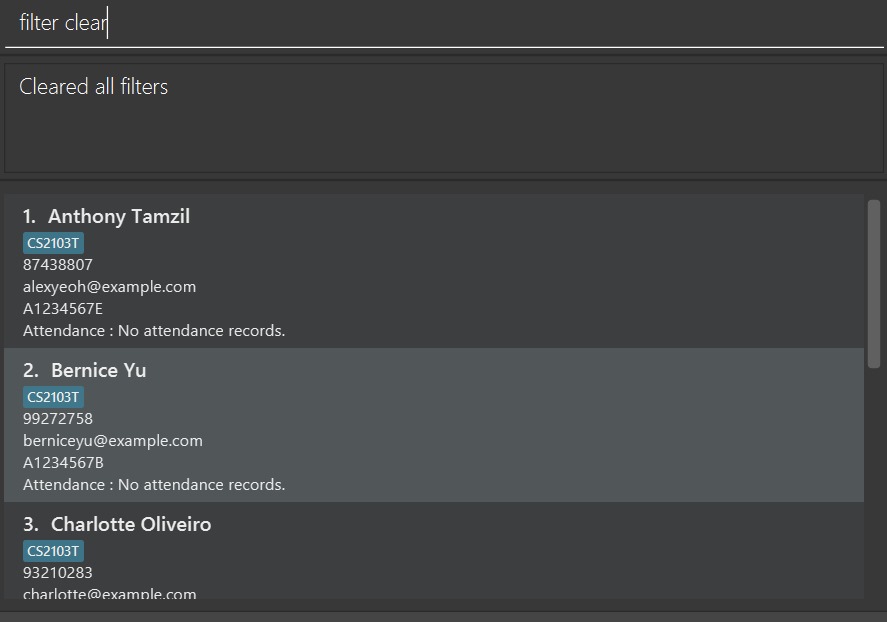 filter clear
Cleared all filters
1. Anthony Tamzil
CS2103T
87438807
alexyeoh@example.com
A1234567E
Attendance : No attendance records.
2. Bernice Yu
CS2103T
99272758
berniceyu@example.com
A1234567B
Attendance : No attendance records.
3. Charlotte Oliveiro
CS2103T
93210283
charlotte@example.com